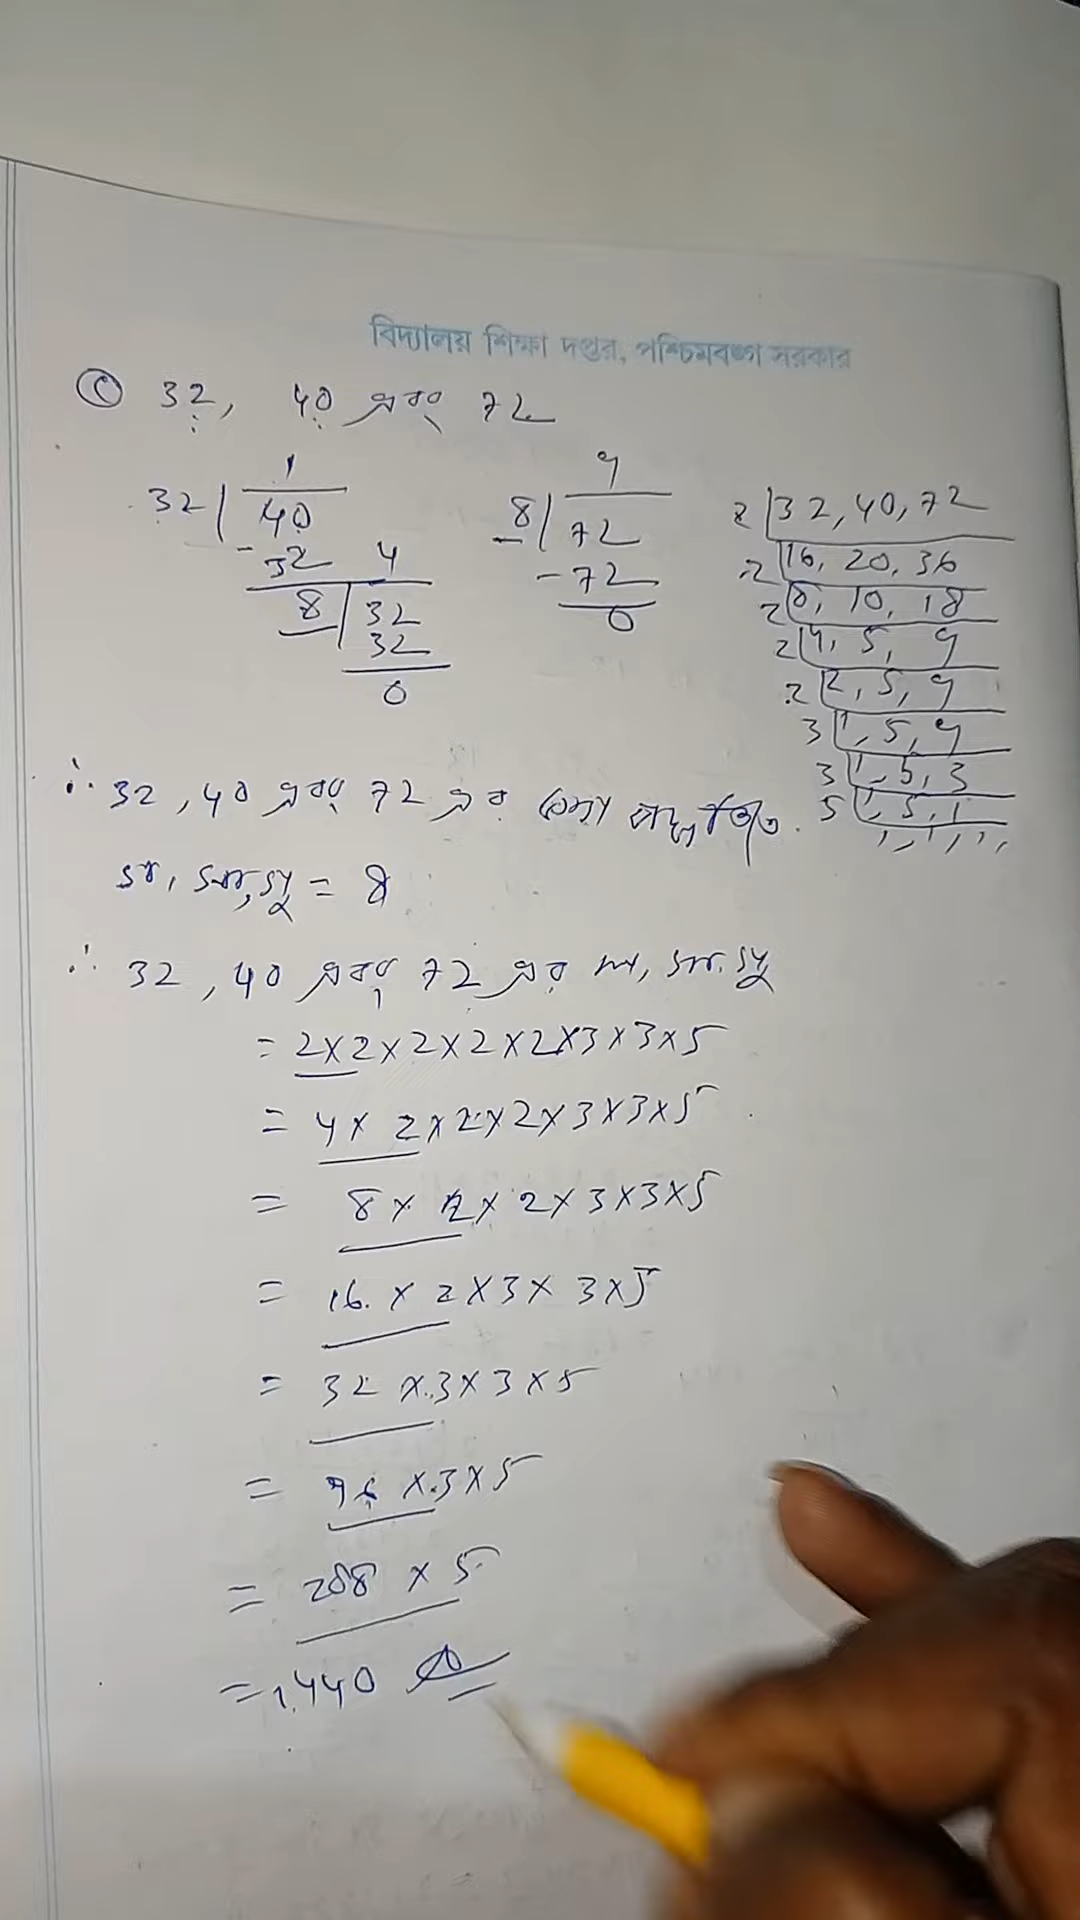 বিদ্যালয় শিক্ষা দপ্তর, পশ্চিমবঙ্গ সরকার
(C) 32, 40 এবং 72
1
32 | 40
- 32 4
8 | 32
32
0
9
8 | 72
- 72
0
2 | 32, 40, 72
2 | 16, 20, 36
2 | 8, 10, 18
2 | 4, 5, 9
2 | 2, 5, 9
3 | 1, 5, 9
3 | 1, 5, 3
5 | 1, 5, 1
1, 1, 1,
∴ 32, 40 এবং 72 এর
গ, সা, গু = 8
∴ 32, 40 এবং 72 এর ল, সা. গু
= 2×2×2×2×2×3×3×5
= 4×2×2×2×3×3×5
= 8×2×2×3×3×5
= 16×2×3×3×5
= 32×3×3×5
= 96×3×5
= 288×5
= 1440